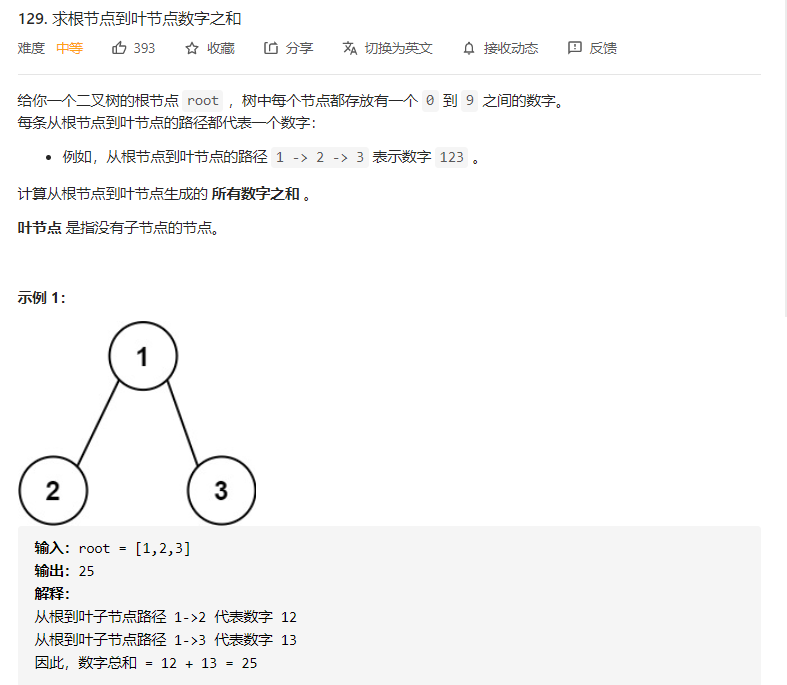 129. 求根节点到叶节点数字之和
难度 中等 393 收藏 分享 切换为英文 接收动态 反馈
给你一个二叉树的根节点 root ，树中每个节点都存放有一个 0 到 9 之间的数字。
每条从根节点到叶节点的路径都代表一个数字：
• 例如，从根节点到叶节点的路径 1 -> 2 -> 3 表示数字 123 。
计算从根节点到叶节点生成的 所有数字之和 。
叶节点 是指没有子节点的节点。
示例 1：
1
2 3
输入：root = [1,2,3]
输出：25
解释：
从根到叶子节点路径 1->2 代表数字 12
从根到叶子节点路径 1->3 代表数字 13
因此，数字总和 = 12 + 13 = 25